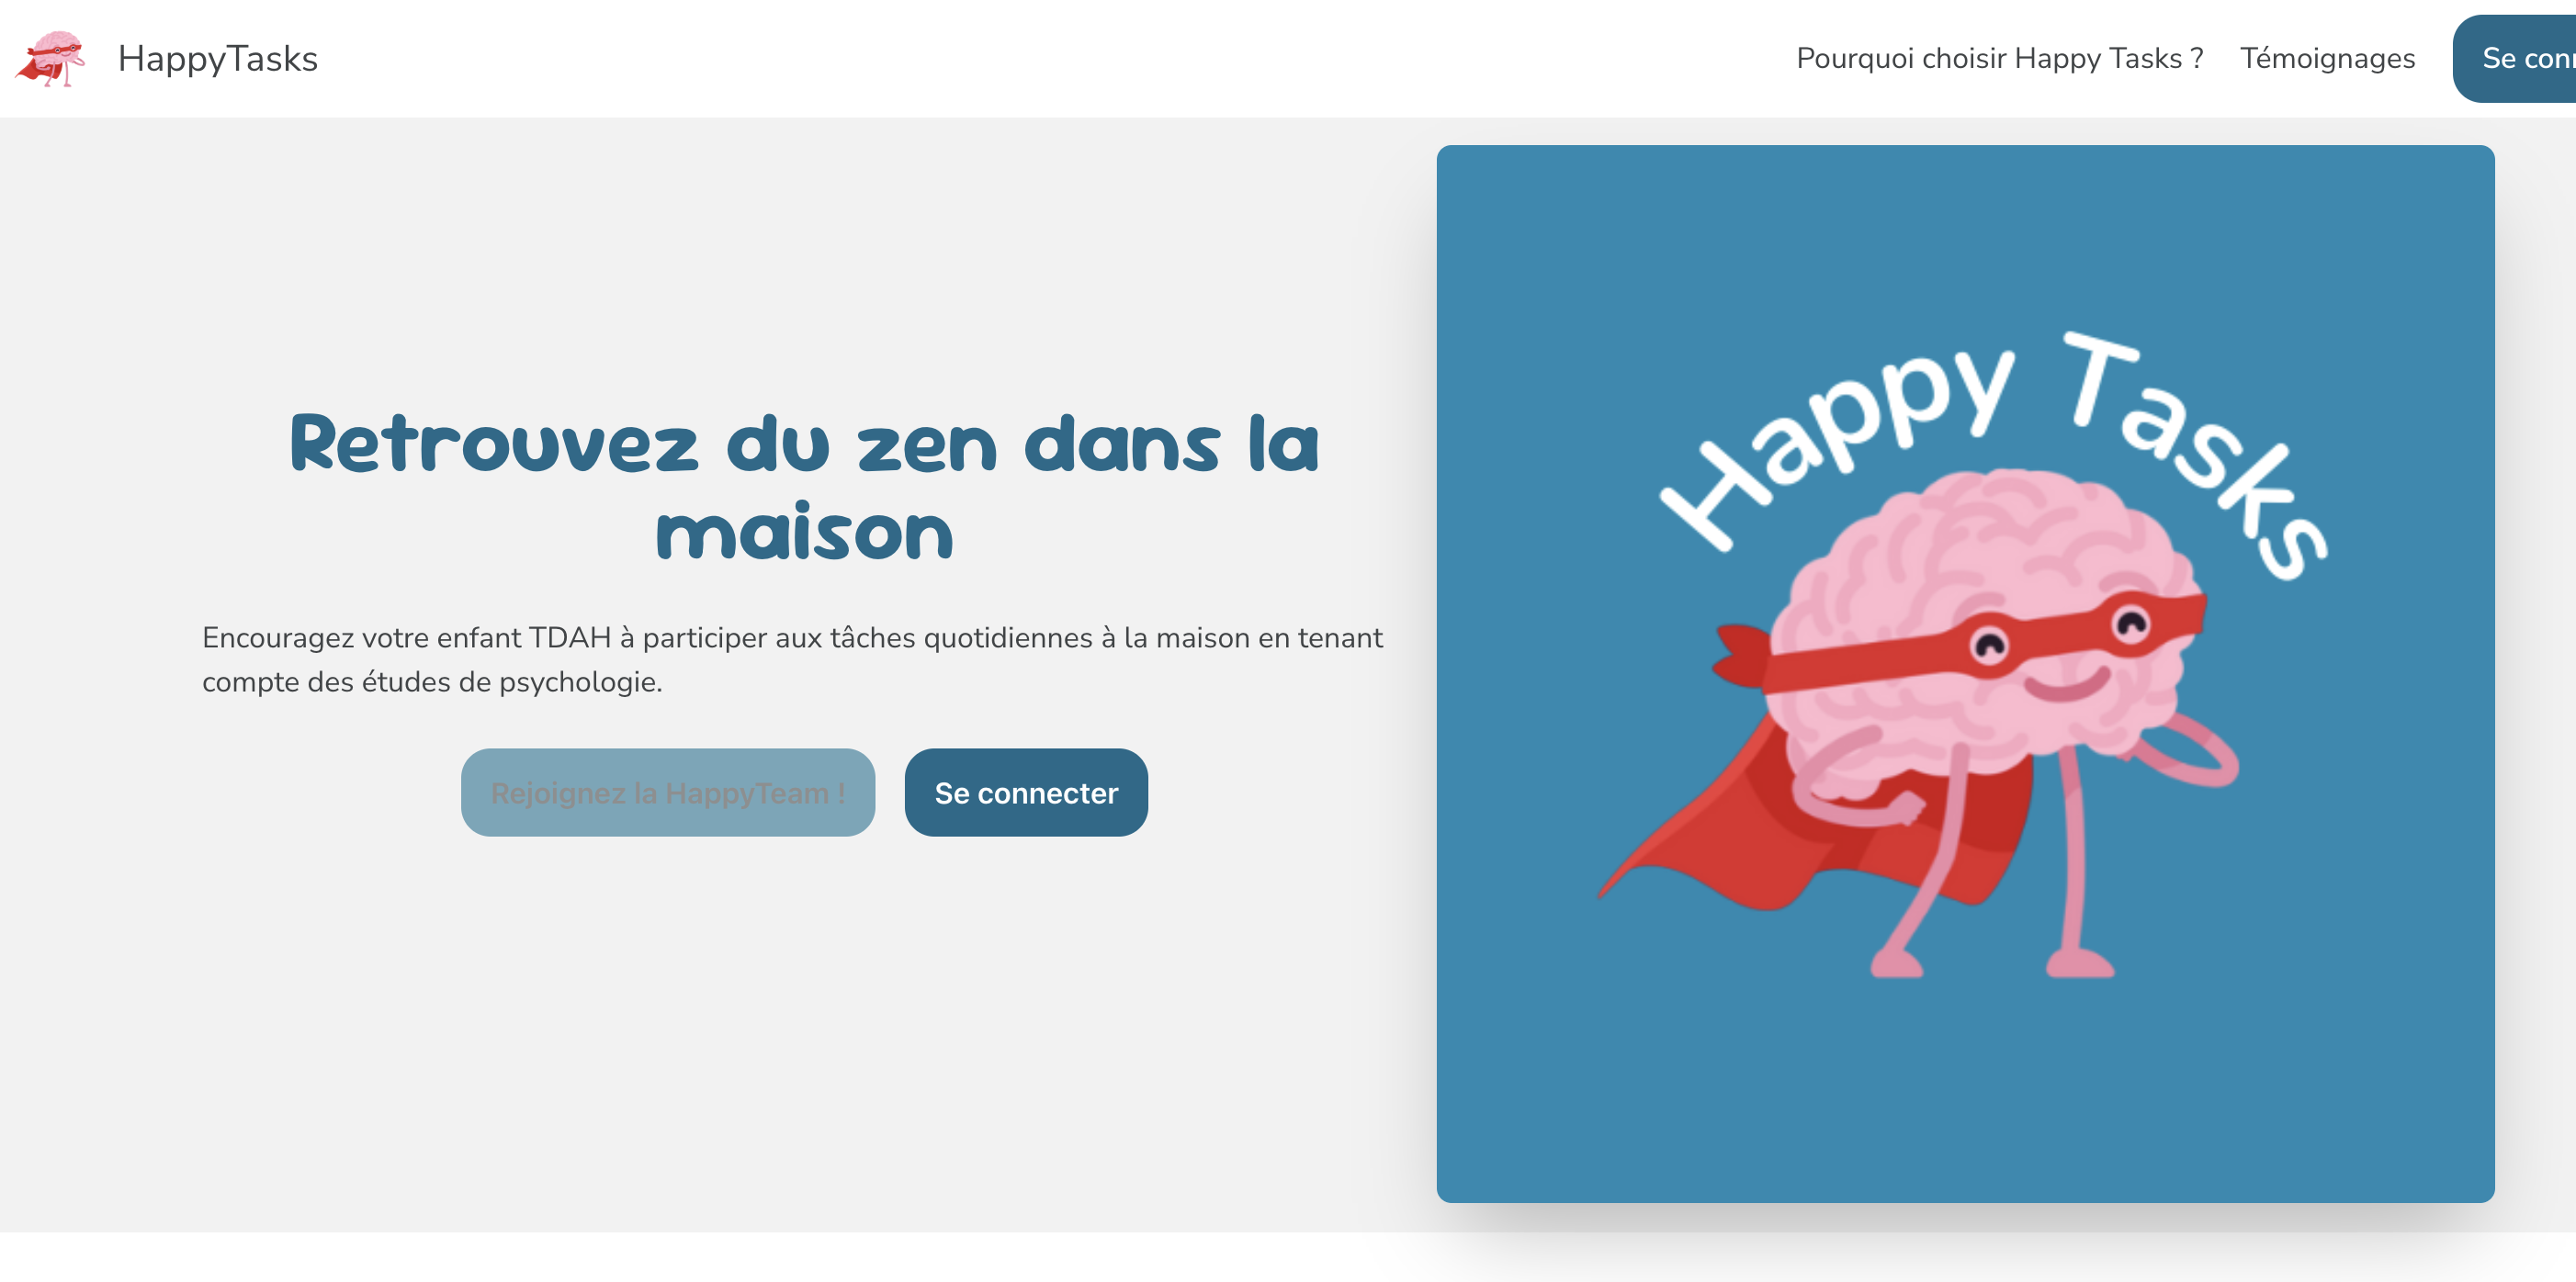 HappyTasks
Pourquoi choisir Happy Tasks ?
Témoignages
Se con
Retrouvez du zen dans la
maison
Encouragez votre enfant TDAH à participer aux tâches quotidiennes à la maison en tenant
compte des études de psychologie.
Rejoignez la HappyTeam !
Se connecter
Happy Tasks